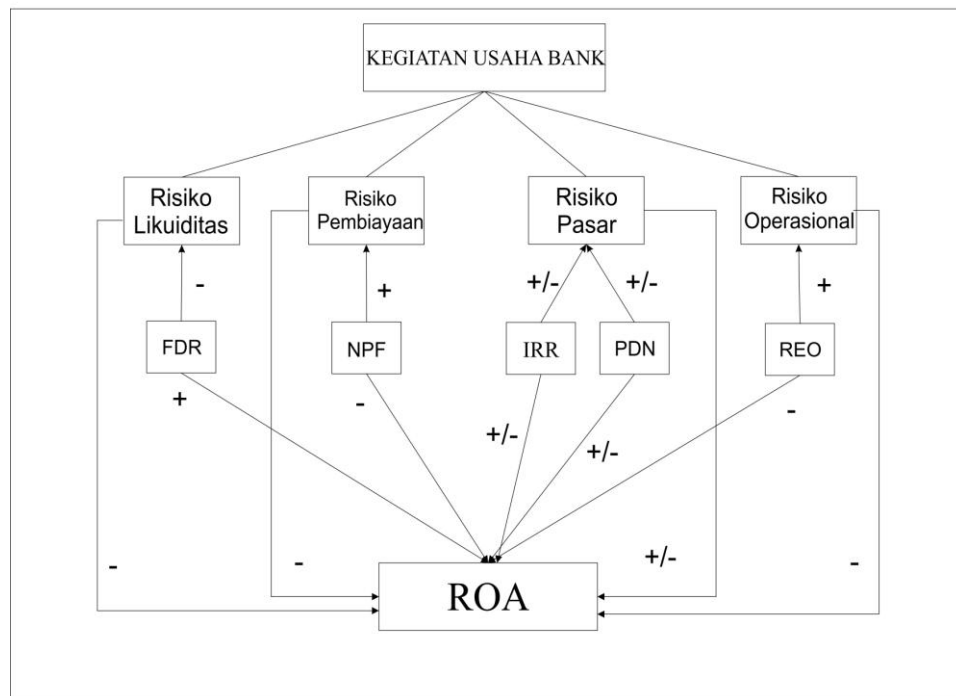 KEGIATAN USAHA BANK
Risiko
Likuiditas
Risiko
Pembiayaan
Risiko
Pasar
Risiko
Operasional
-
+
+/-
+/-
+
FDR
NPF
IRR
PDN
REO
+
-
+/-
+/-
-
-
-
+/-
-
ROA